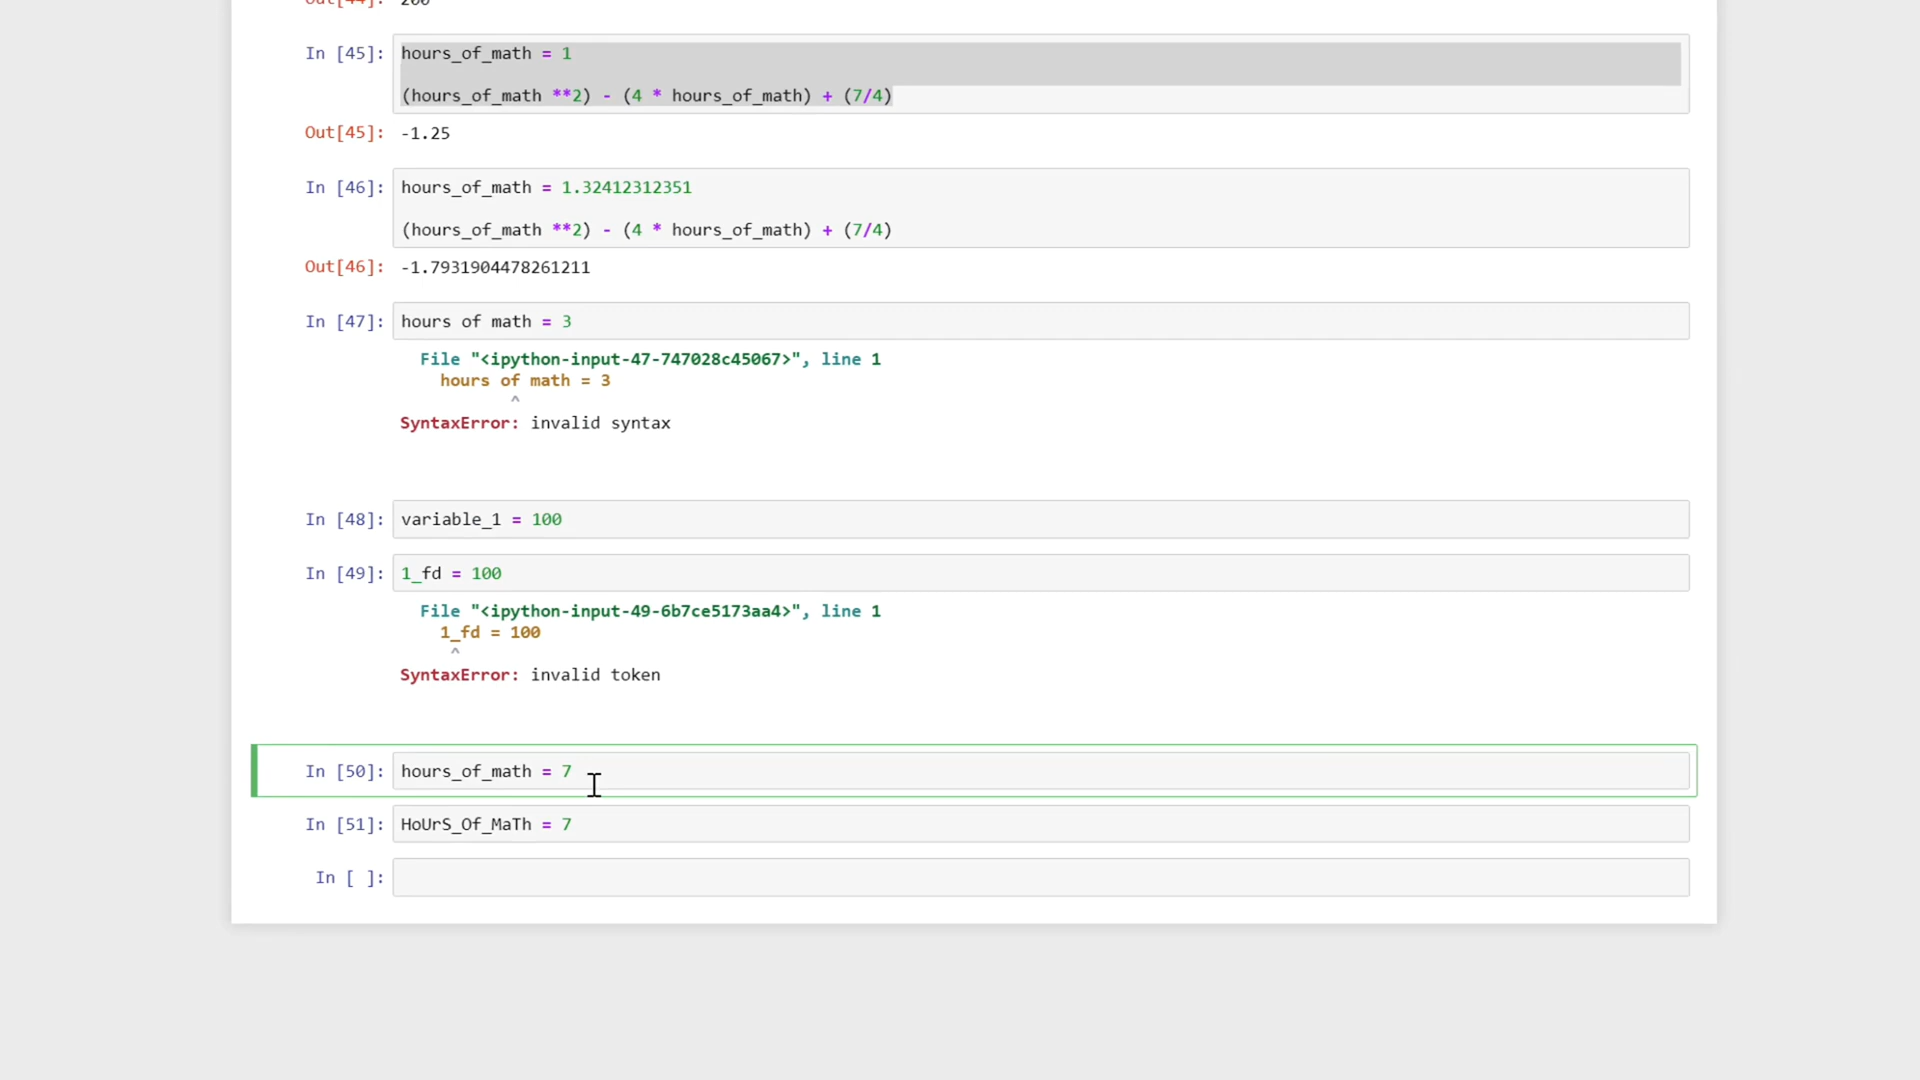 Out[44]: 200
In [45]: hours_of_math = 1
(hours_of_math **2) - (4 * hours_of_math) + (7/4)
Out[45]: -1.25
In [46]: hours_of_math = 1.32412312351
(hours_of_math **2) - (4 * hours_of_math) + (7/4)
Out[46]: -1.7931904478261211
In [47]: hours of math = 3
File "<ipython-input-47-747028c45067>", line 1
hours of math = 3
^
SyntaxError: invalid syntax
In [48]: variable_1 = 100
In [49]: 1_fd = 100
File "<ipython-input-49-6b7ce5173aa4>", line 1
1_fd = 100
^
SyntaxError: invalid token
In [50]: hours_of_math = 7
In [51]: HoUrS_Of_MaTh = 7
In [ ]: